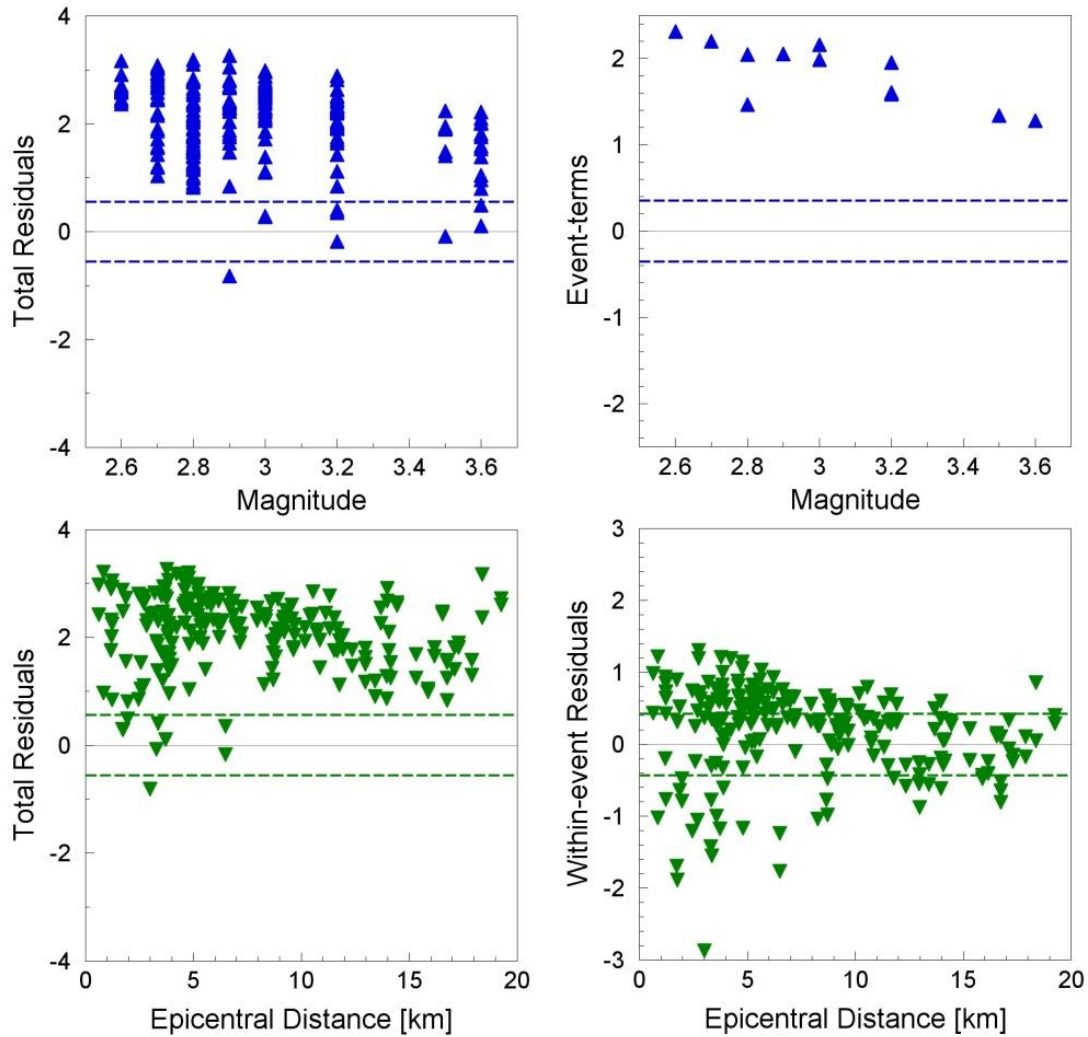 4
2
0
-2
-4
Total Residuals
2.6 2.8 3 3.2 3.4 3.6
Magnitude
2
1
0
-1
-2
Event-terms
2.6 2.8 3 3.2 3.4 3.6
Magnitude
4
2
0
-2
-4
Total Residuals
0 5 10 15 20
Epicentral Distance [km]
3
2
1
0
-1
-2
-3
Within-event Residuals
0 5 10 15 20
Epicentral Distance [km]